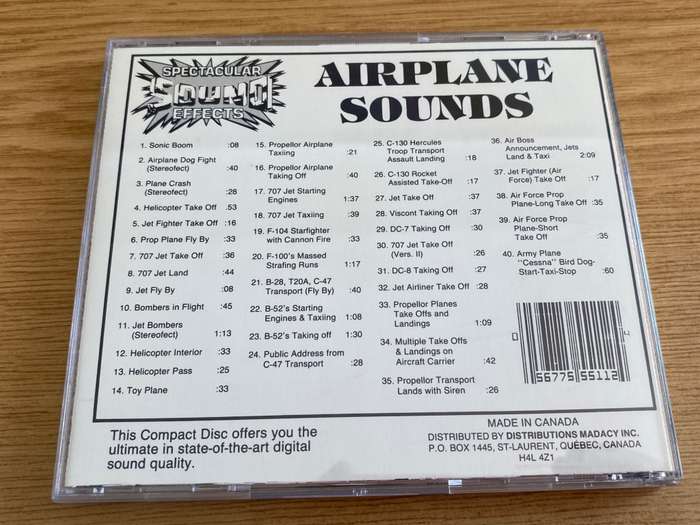 SPECTACULAR
SOUND
EFFECTS
AIRPLANE
SOUNDS
1. Sonic Boom :08
2. Airplane Dog Fight
(Stereofect) :40
3. Plane Crash
(Stereofect) :28
4. Helicopter Take Off .53
5. Jet Fighter Take Off :16
6. Prop Plane Fly By :33
7. 707 Jet Take Off :36
8. 707 Jet Land :44
9. Jet Fly By :08
10. Bombers in Flight :45
11. Jet Bombers
(Stereofect) 1:13
12. Helicopter Interior :33
13. Helicopter Pass :25
14. Toy Plane :33
15. Propellor Airplane
Taxiing :21
16. Propellor Airplane
Taking Off :40
17. 707 Jet Starting
Engines 1:37
18. 707 Jet Taxiing :39
19. F-104 Starfighter
with Cannon Fire :33
20. F-100's Massed
Strafing Runs 1:17
21. B-28, T20A, C-47
Transport (Fly By) :40
22. B-52's Starting
Engines & Taxiing 1:08
23. B-52's Taking off 1:30
24. Public Address from
C-47 Transport :28
25. C-130 Hercules
Troop Transport
Assault Landing :18
26. C-130 Rocket
Assisted Take-Off :17
27. Jet Take Off :37
28. Viscont Taking Off :37
29. DC-7 Taking Off :30
30. 707 Jet Take Off
(Vers. II) :26
31. DC-8 Taking Off :27
32. Jet Airliner Take Off :28
33. Propellor Planes
Take Offs and
Landings 1:09
34. Multiple Take Offs
& Landings on
Aircraft Carrier :42
35. Propellor Transport
Lands with Siren :26
36. Air Boss
Announcement, Jets
Land & Taxi 2:09
37. Jet Fighter (Air
Force) Take Off :17
38. Air Force Prop
Plane-Long Take Off :35
39. Air Force Prop
Plane-Short
Take Off :35
40. Army Plane
"Cessna" Bird Dog-
Start-Taxi-Stop :60
56775 55112
This Compact Disc offers you the
ultimate in state-of-the-art digital
sound quality.
MADE IN CANADA
DISTRIBUTED BY DISTRIBUTIONS MADACY INC.
P.O. BOX 1445, ST-LAURENT, QUÉBEC, CANADA
H4L 4Z1